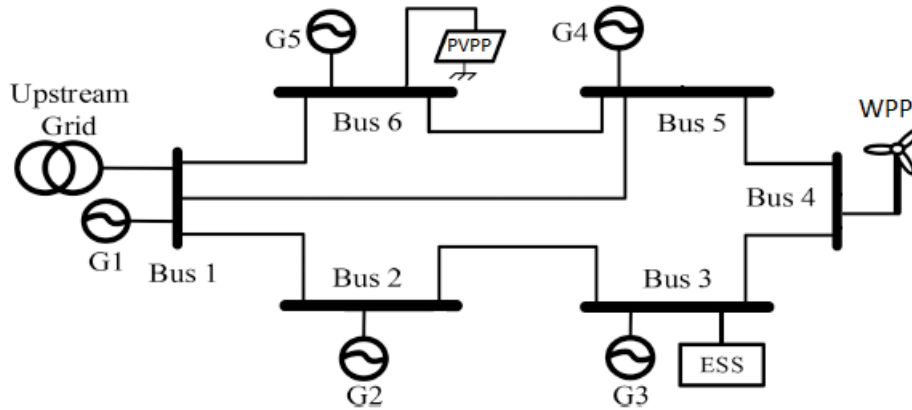 G5
PVPP
G4
Upstream
Grid
Bus 6
Bus 5
WPP
Bus 4
G1
Bus 1
Bus 2
Bus 3
G2
G3
ESS